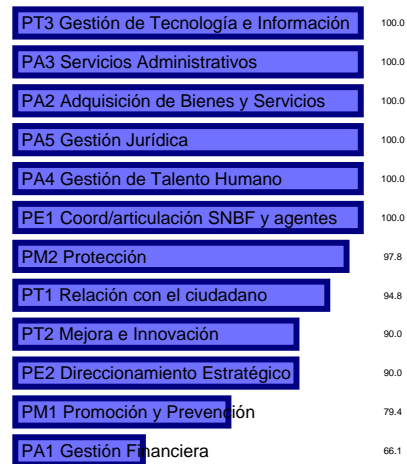 PT3 Gestión de Tecnología e Información 100.0
PA3 Servicios Administrativos 100.0
PA2 Adquisición de Bienes y Servicios 100.0
PA5 Gestión Jurídica 100.0
PA4 Gestión de Talento Humano 100.0
PE1 Coord/articulación SNBF y agentes 100.0
PM2 Protección 97.8
PT1 Relación con el ciudadano 94.8
PT2 Mejora e Innovación 90.0
PE2 Direccionamiento Estratégico 90.0
PM1 Promoción y Prevención 79.4
PA1 Gestión Financiera 66.1